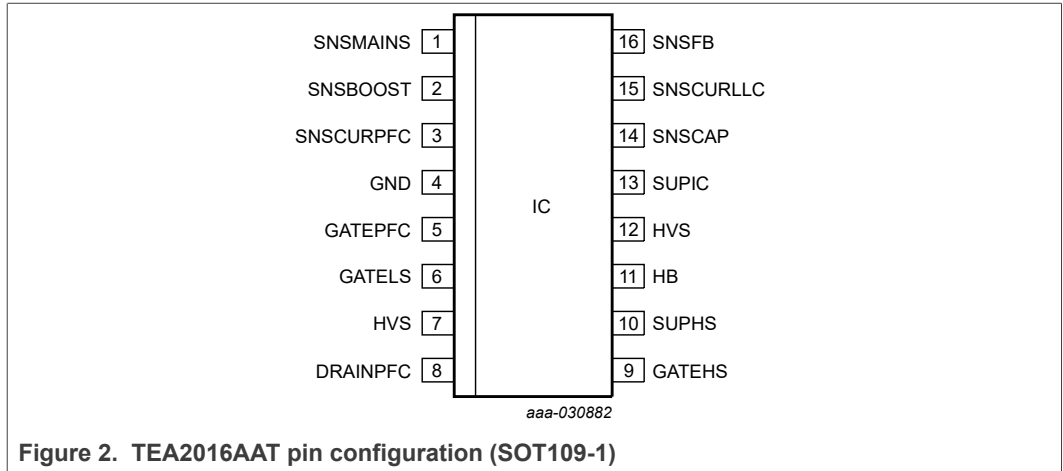 SNSMAINS 1 16 SNSFB
SNSBOOST 2 15 SNSCURLLC
SNSCURPFC 3 14 SNSCAP
GND 4 13 SUPIC
IC
GATEPFC 5 12 HVS
GATELS 6 11 HB
HVS 7 10 SUPHS
DRAINPFC 8 9 GATEHS
aaa-030882
Figure 2. TEA2016AAT pin configuration (SOT109-1)